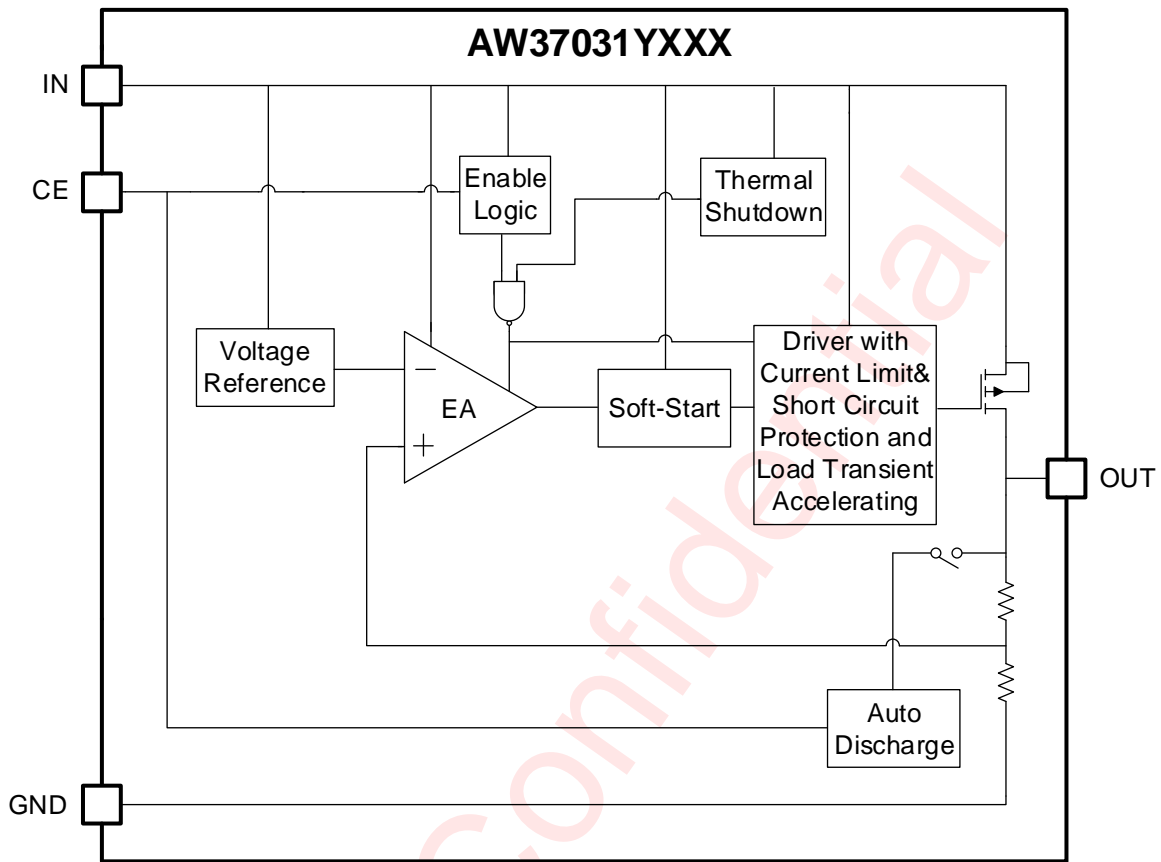 AW37031YXXX
IN
CE
Enable
Logic
Thermal
Shutdown
Voltage
Reference
−
EA
+
Soft-Start
Driver with
Current Limit&
Short Circuit
Protection and
Load Transient
Accelerating
OUT
Auto
Discharge
GND
Confidential